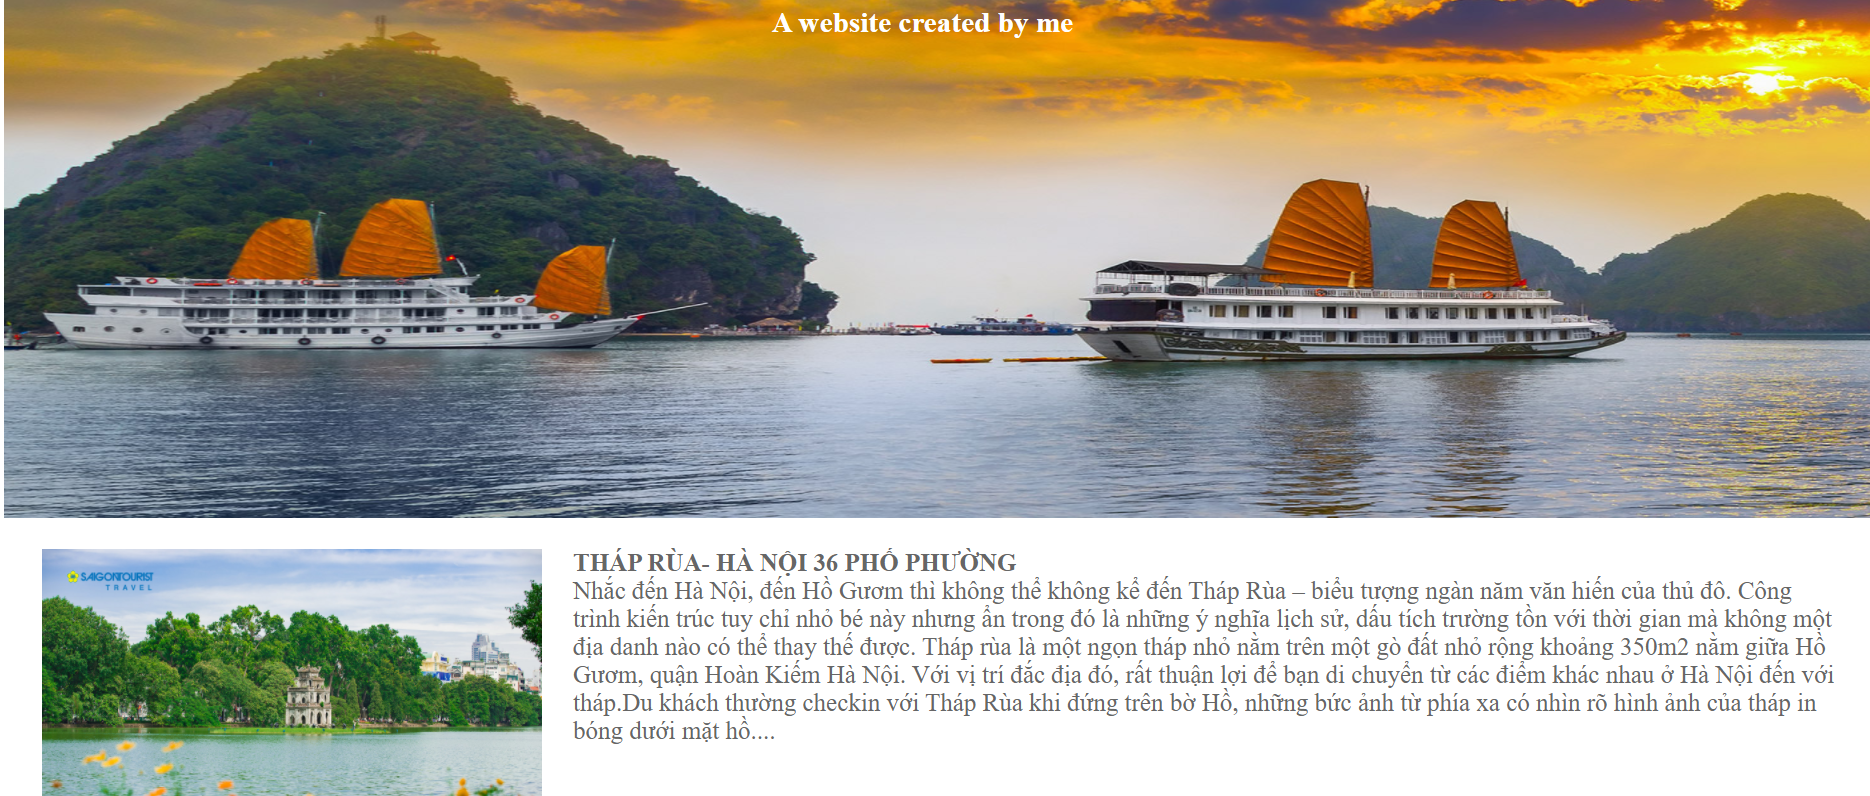 A website created by me
SAIGONTOURIST
TRAVEL
THÁP RÙA- HÀ NỘI 36 PHỐ PHƯỜNG
Nhắc đến Hà Nội, đến Hồ Gươm thì không thể không kể đến Tháp Rùa – biểu tượng ngàn năm văn hiến của thủ đô. Công
trình kiến trúc tuy chỉ nhỏ bé này nhưng ẩn trong đó là những ý nghĩa lịch sử, dấu tích trường tồn với thời gian mà không một
địa danh nào có thể thay thế được. Tháp rùa là một ngọn tháp nhỏ nằm trên một gò đất nhỏ rộng khoảng 350m2 nằm giữa Hồ
Gươm, quận Hoàn Kiếm Hà Nội. Với vị trí đắc địa đó, rất thuận lợi để bạn di chuyển từ các điểm khác nhau ở Hà Nội đến với
tháp.Du khách thường checkin với Tháp Rùa khi đứng trên bờ Hồ, những bức ảnh từ phía xa có nhìn rõ hình ảnh của tháp in
bóng dưới mặt hồ....